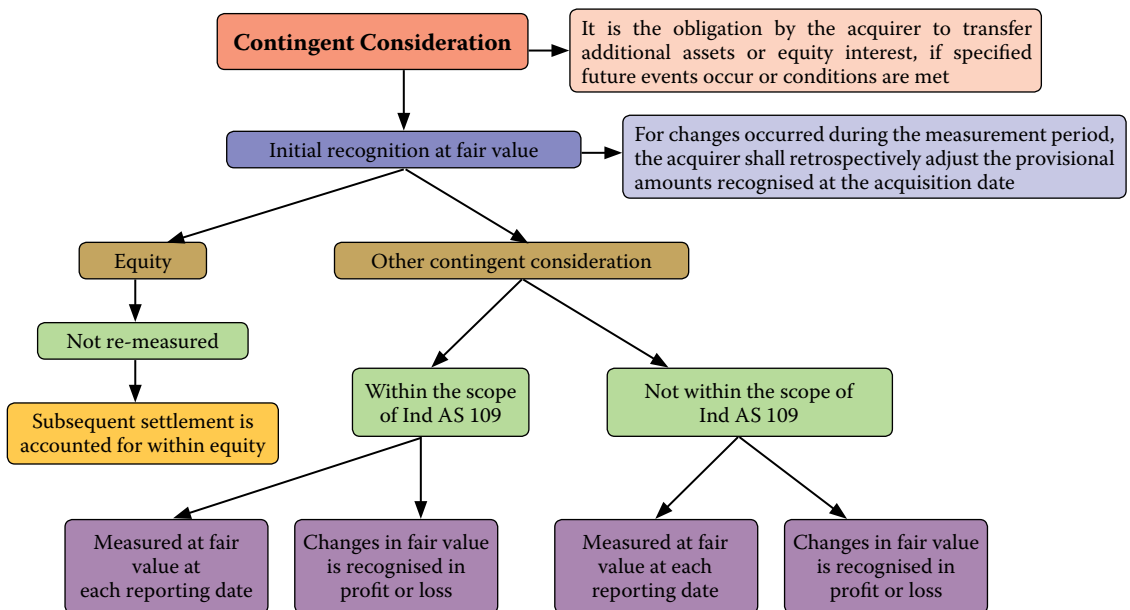 Contingent Consideration
It is the obligation by the acquirer to transfer
additional assets or equity interest, if specified
future events occur or conditions are met
Initial recognition at fair value
For changes occurred during the measurement period,
the acquirer shall retrospectively adjust the provisional
amounts recognised at the acquisition date
Equity
Other contingent consideration
Not re-measured
Subsequent settlement is
accounted for within equity
Within the scope
of Ind AS 109
Not within the scope of
Ind AS 109
Measured at fair
value at
each reporting date
Changes in fair value
is recognised in
profit or loss
Measured at fair
value at each
reporting date
Changes in fair value
is recognised in
profit or loss